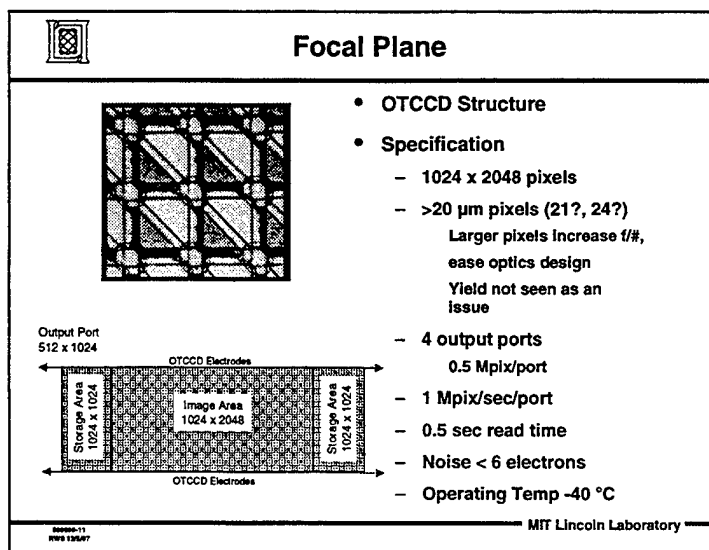 Focal Plane
• OTCCD Structure
• Specification
– 1024 x 2048 pixels
– >20 µm pixels (21?, 24?)
Larger pixels increase f/#,
ease optics design
Yield not seen as an
issue
– 4 output ports
0.5 Mpix/port
– 1 Mpix/sec/port
– 0.5 sec read time
– Noise < 6 electrons
– Operating Temp -40 °C
Output Port
512 x 1024
OTCCD Electrodes
Storage Area
1024 x 1024
Image Area
1024 x 2048
Storage Area
1024 x 1024
OTCCD Electrodes
MIT Lincoln Laboratory